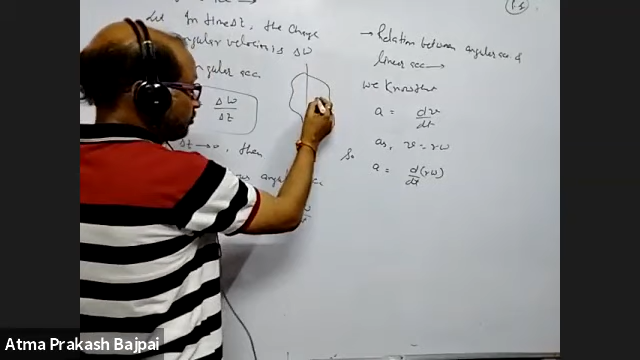 Let In time Δt, the change
angular velocity is Δω
angular acc.
Δω
Δt
Δt → 0, then
→ Relation between angular acc. &
linear acc →
we know that
a = dv
dt
as, v = rω
So
a = d (rω)
dt
Atma Prakash Bajpai